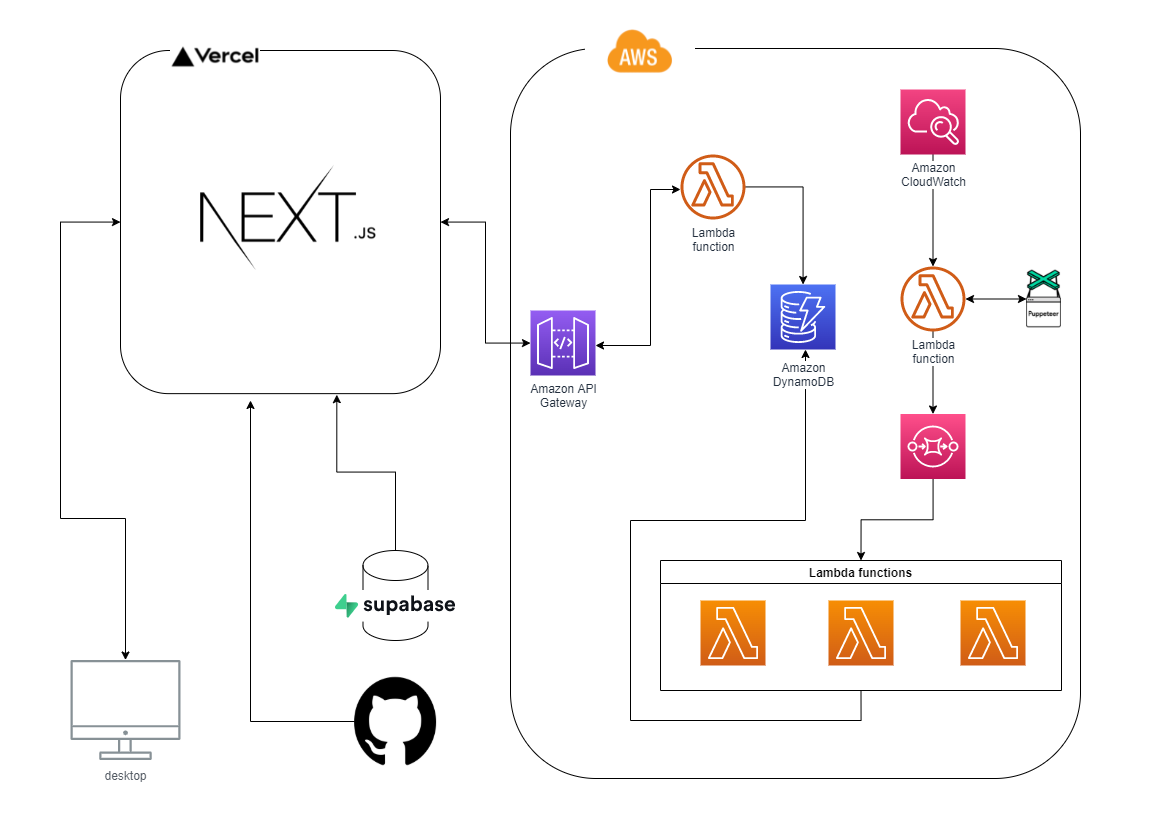 Vercel
AWS
NEXT.JS
Amazon
CloudWatch
Lambda
function
Puppeteer
Lambda
function
Amazon API
Gateway
Amazon
DynamoDB
Lambda functions
supabase
desktop